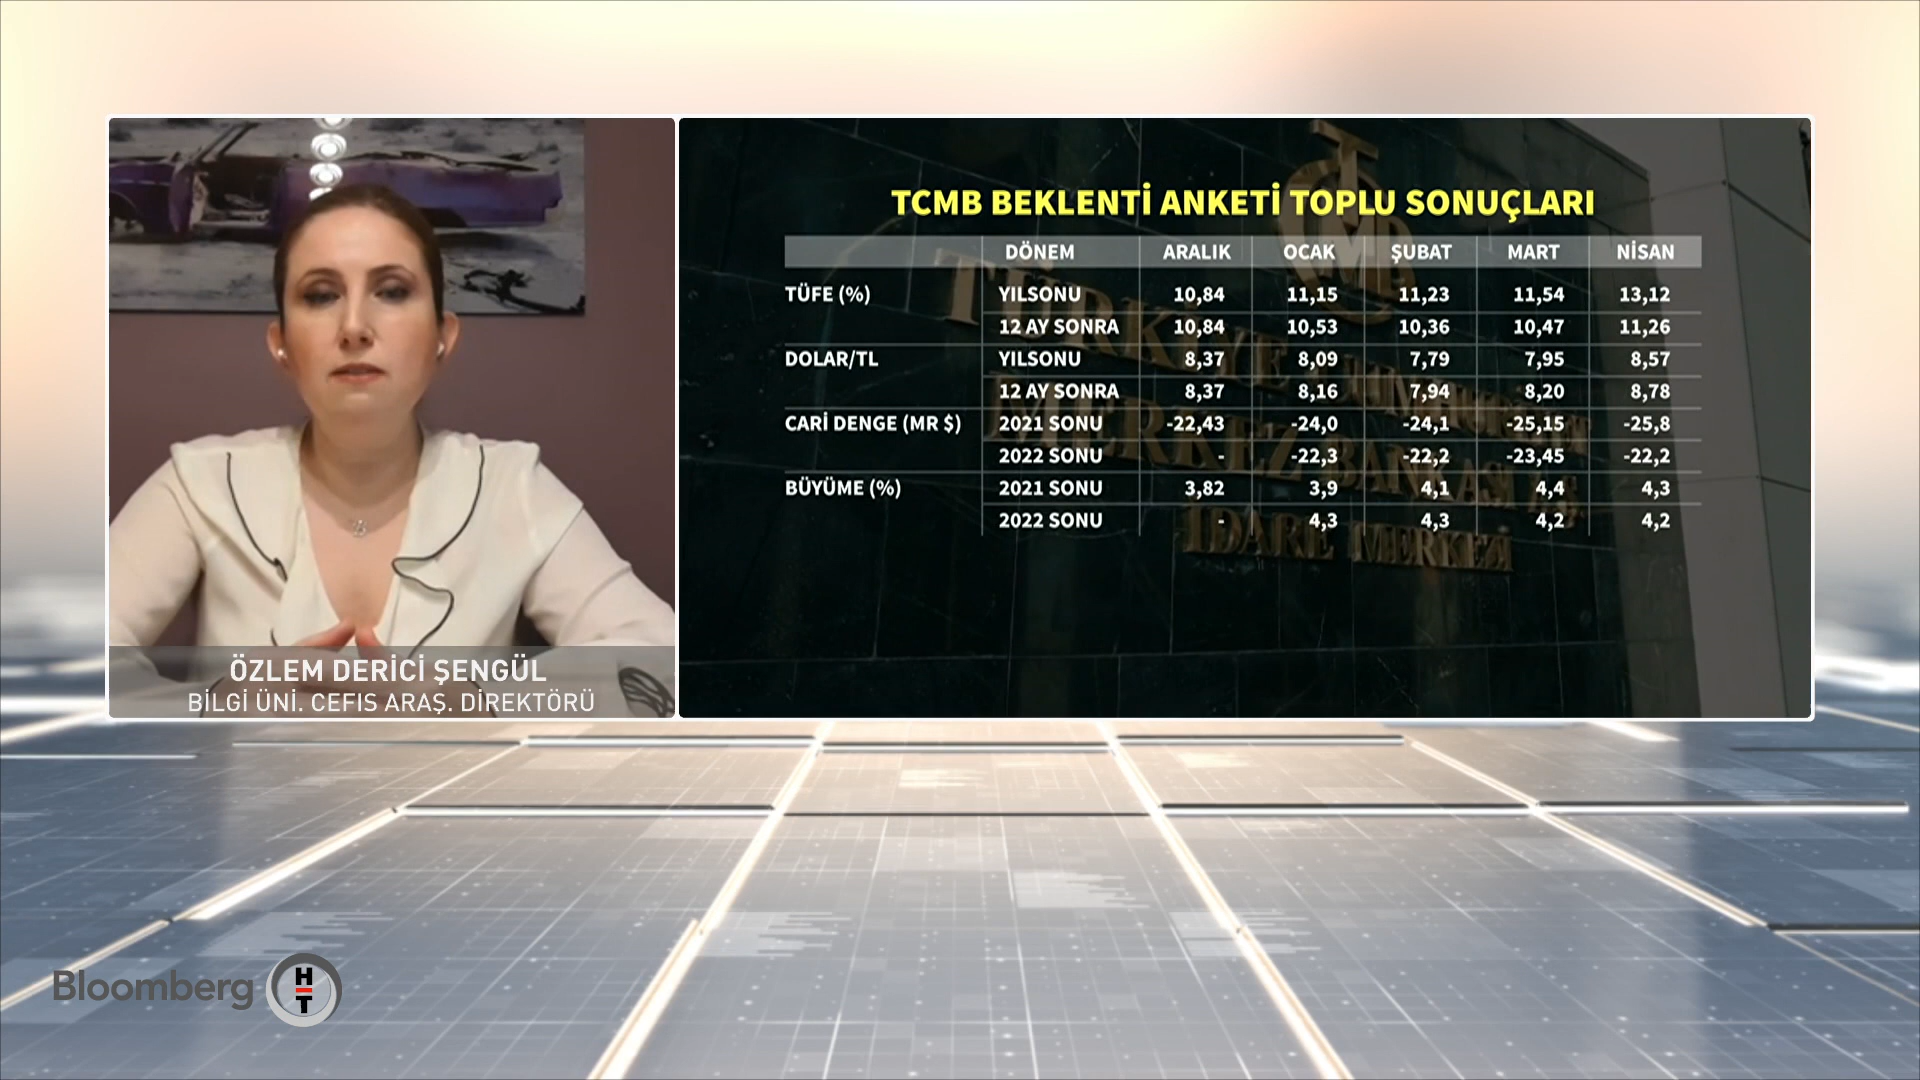 TCMB BEKLENTİ ANKETİ TOPLU SONUÇLARI
DÖNEM ARALIK OCAK ŞUBAT MART NİSAN
TÜFE (%) YILSONU 10,84 11,15 11,23 11,54 13,12
12 AY SONRA 10,84 10,53 10,36 10,47 11,26
DOLAR/TL YILSONU 8,37 8,09 7,79 7,95 8,57
12 AY SONRA 8,37 8,16 7,94 8,20 8,78
CARİ DENGE (MR $) 2021 SONU -22,43 -24,0 -24,1 -25,15 -25,8
2022 SONU - -22,3 -22,2 -23,45 -22,2
BÜYÜME (%) 2021 SONU 3,82 3,9 4,1 4,4 4,3
2022 SONU - 4,3 4,3 4,2 4,2
TÜRKİYE
MERKEZ BANKASI
İDARE MERKEZİ
ÖZLEM DERİCİ ŞENGÜL
BİLGİ ÜNİ. CEFIS ARAŞ. DİREKTÖRÜ
Bloomberg HT